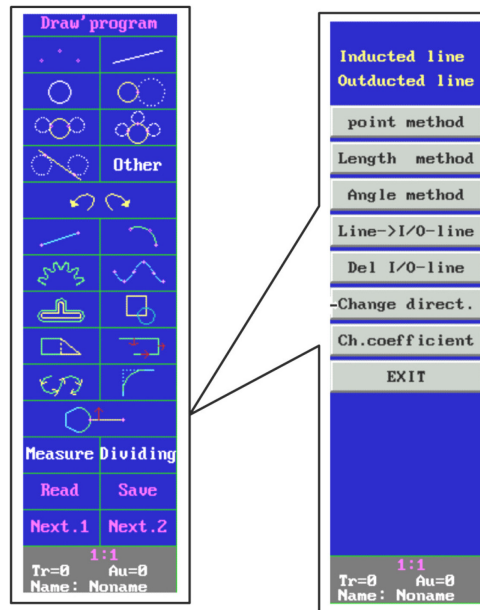 Draw'program
Other
Measure Dividing
Read Save
Next.1 Next.2
1:1
Tr=0 Au=0
Name: Noname
Inducted line
Outducted line
point method
Length method
Angle method
Line->I/O-line
Del I/O-line
-Change direct.
Ch.coefficient
EXIT
1:1
Tr=0 Au=0
Name: Noname